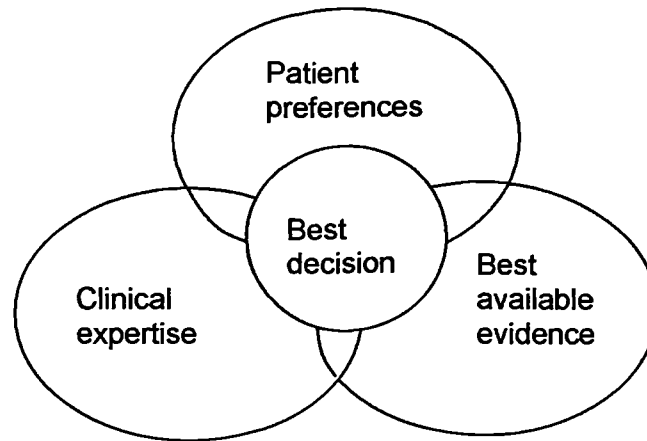 Patient
preferences
Best
decision
Clinical
expertise
Best
available
evidence